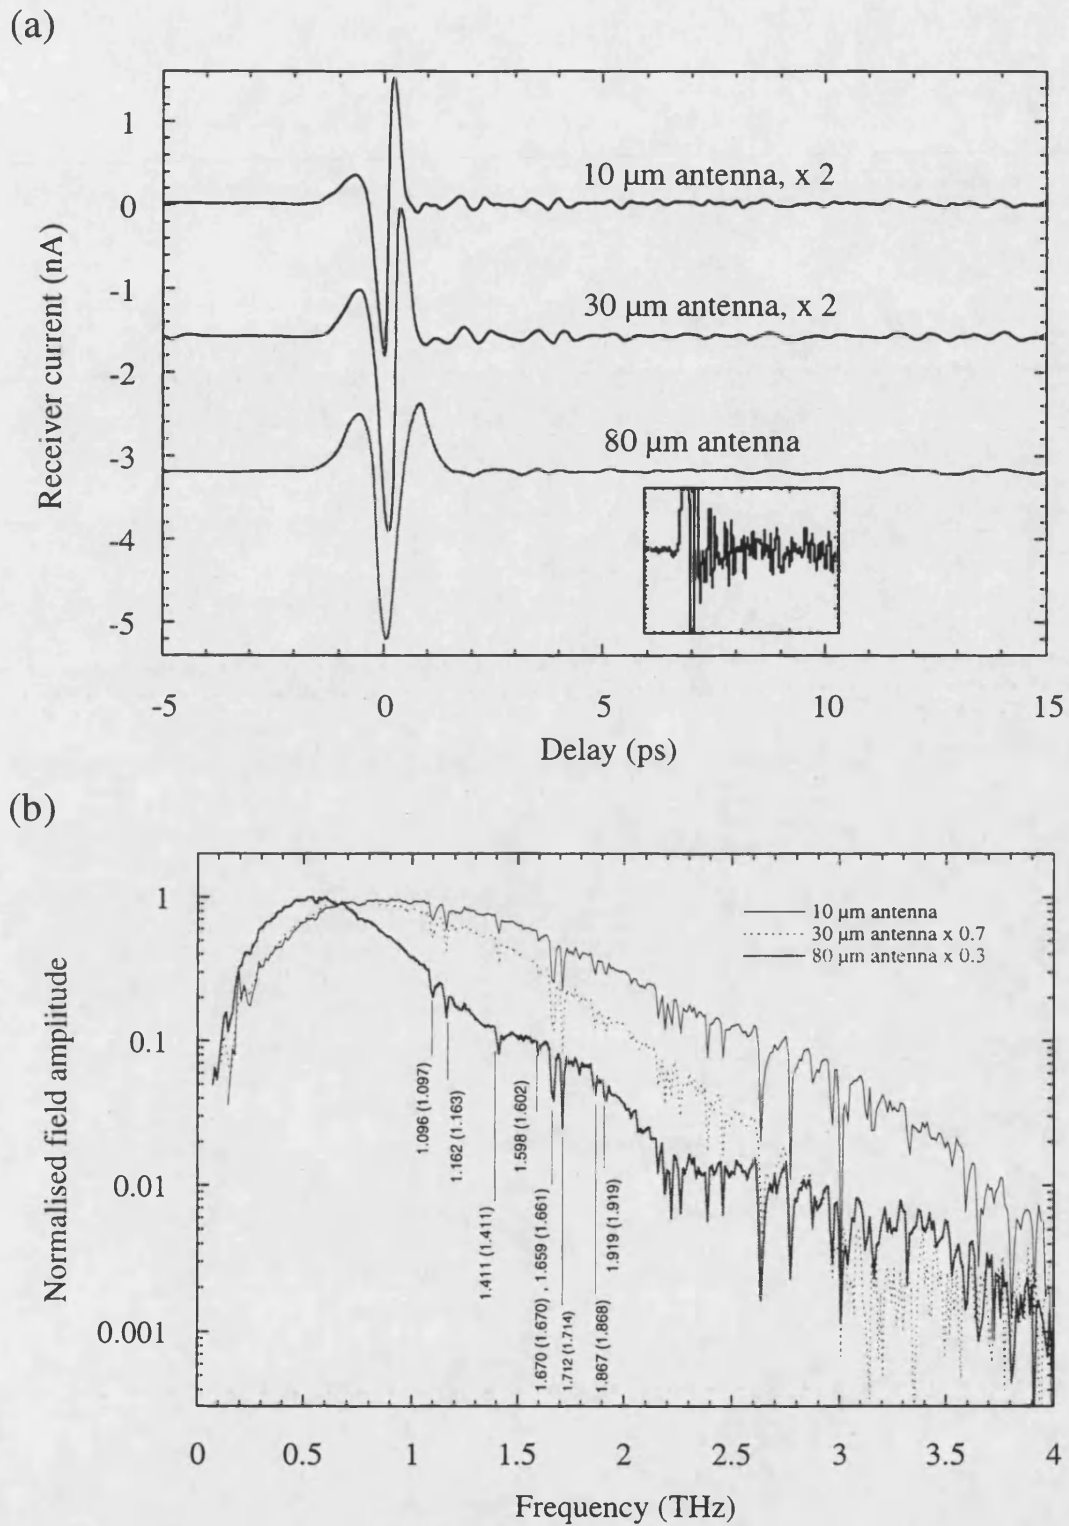 (a)
1
0
-1
-2
-3
-4
-5
Receiver current (nA)
10 μm antenna, x 2
30 μm antenna, x 2
80 μm antenna
-5 0 5 10 15
Delay (ps)
(b)
1
0.1
0.01
0.001
Normalised field amplitude
10 μm antenna
30 μm antenna x 0.7
80 μm antenna x 0.3
1.096 (1.097)
1.162 (1.163)
1.411 (1.411)
1.598 (1.602)
1.670 (1.670) , 1.659 (1.661)
1.712 (1.714)
1.867 (1.868)
1.919 (1.919)
0 0.5 1 1.5 2 2.5 3 3.5 4
Frequency (THz)